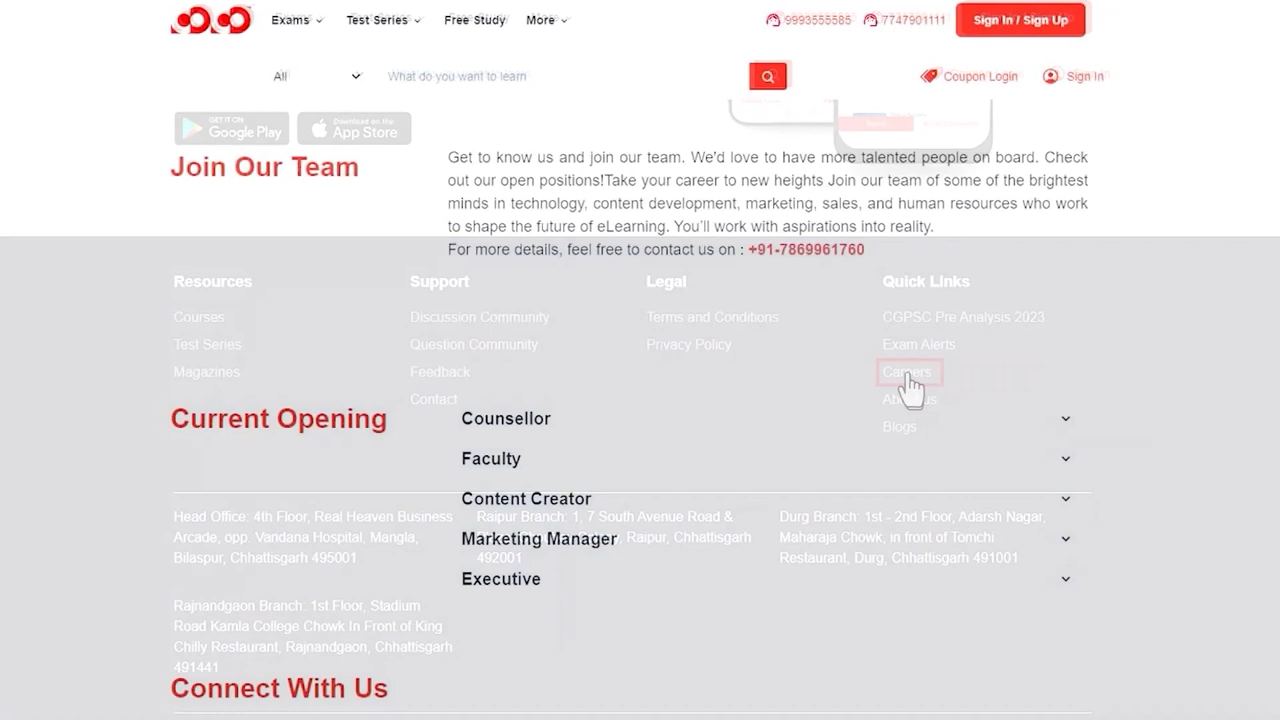 Exams Test Series Free Study More 9993555585 7747901111 Sign In / Sign Up
All What do you want to learn Coupon Login Sign In
GET IT ON Google Play Download on the App Store
Join Our Team
Get to know us and join our team. We'd love to have more talented people on board. Check
out our open positions!Take your career to new heights Join our team of some of the brightest
minds in technology, content development, marketing, sales, and human resources who work
to shape the future of eLearning. You'll work with aspirations into reality.
For more details, feel free to contact us on : +91-7869961760
Resources Support Legal Quick Links
Courses Discussion Community Terms and Conditions CGPSC Pre Analysis 2023
Test Series Question Community Privacy Policy Exam Alerts
Magazines Feedback Careers
Contact About us
Blogs
Current Opening
Counsellor
Faculty
Content Creator
Marketing Manager
Executive
Head Office: 4th Floor, Real Heaven Business
Arcade, opp. Vandana Hospital, Mangla,
Bilaspur, Chhattisgarh 495001
Raipur Branch: 1, 7 South Avenue Road &
Raipur, Chhattisgarh
492001
Durg Branch: 1st - 2nd Floor, Adarsh Nagar,
Maharaja Chowk, in front of Tomchi
Restaurant, Durg, Chhattisgarh 491001
Rajnandgaon Branch: 1st Floor, Stadium
Road Kamla College Chowk In Front of King
Chilly Restaurant, Rajnandgaon, Chhattisgarh
491441
Connect With Us